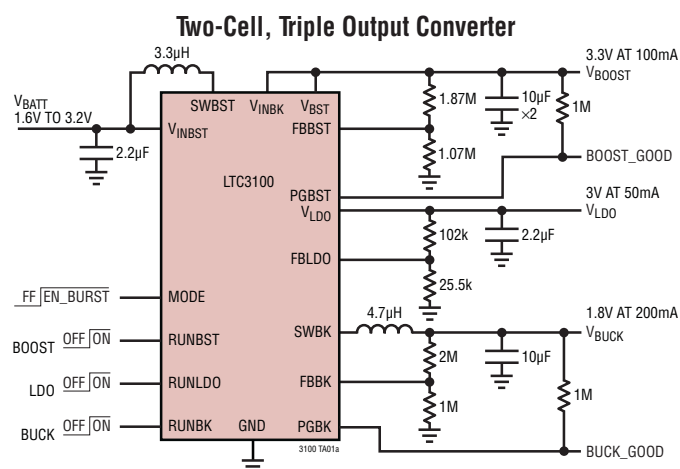 Two-Cell, Triple Output Converter
3.3µH
3.3V AT 100mA
VBOOST
VBATT
1.6V TO 3.2V
SWBST
VINBK
VBST
VINBST
FBBST
1.87M
10µF
×2
1M
2.2µF
1.07M
BOOST_GOOD
LTC3100
PGBST
3V AT 50mA
VLDO
VLDO
102k
2.2µF
FBLDO
25.5k
FF EN_BURST
MODE
4.7µH
1.8V AT 200mA
VBUCK
BOOST OFF ON
RUNBST
SWBK
2M
10µF
LDO OFF ON
RUNLDO
FBBK
1M
1M
BUCK OFF ON
RUNBK
GND
PGBK
BUCK_GOOD
3100 TA01a